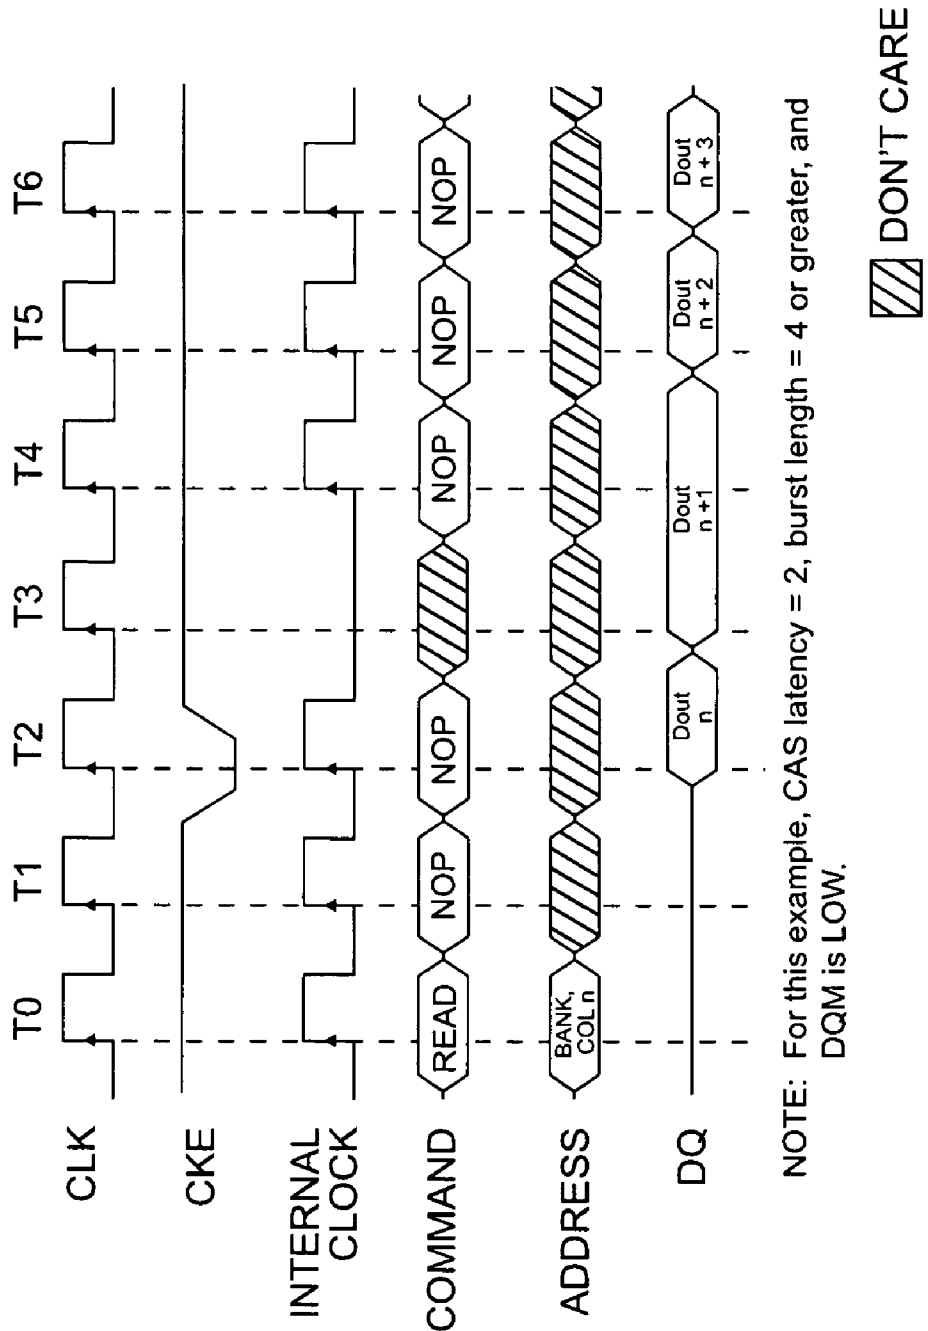 T0 T1 T2 T3 T4 T5 T6
CLK
CKE
INTERNAL
CLOCK
COMMAND
READ NOP NOP NOP NOP NOP
ADDRESS
BANK,
COL n
DQ
Dout
n
Dout
n +1
Dout
n + 2
Dout
n + 3
NOTE: For this example, CAS latency = 2, burst length = 4 or greater, and
DQM is LOW.
DON'T CARE